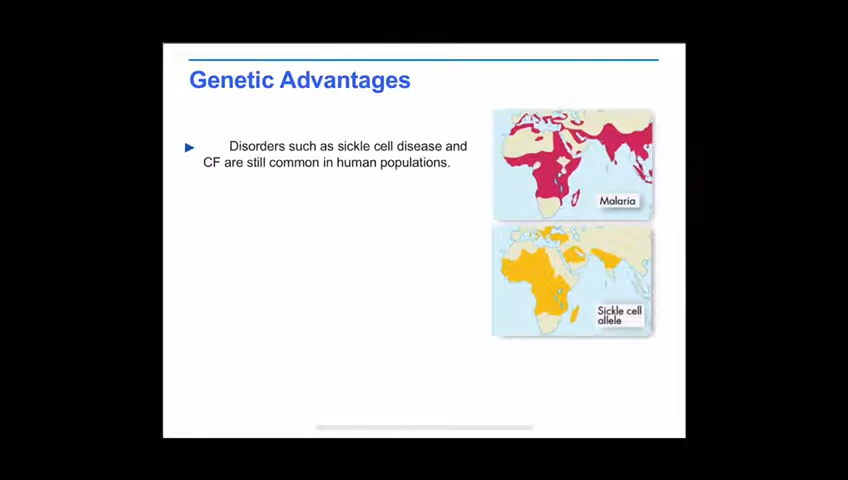 Genetic Advantages
Disorders such as sickle cell disease and
CF are still common in human populations.
Malaria
Sickle cell
allele